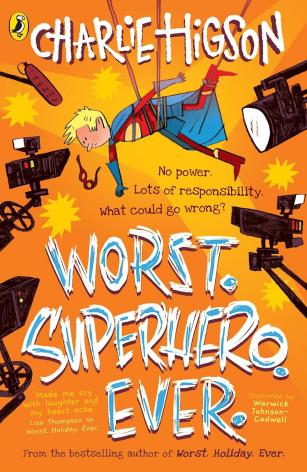 CHARLIE HIGSON
No power.
Lots of responsibility.
What could go wrong?
WORST.
SUPERHERO.
EVER.
'Made me cry
with laughter and
my heart ache'
Lisa Thompson on
Worst. Holiday. Ever.
Illustrated by
Warwick
Johnson-
Cadwell
From the bestselling author of Worst. Holiday. Ever.